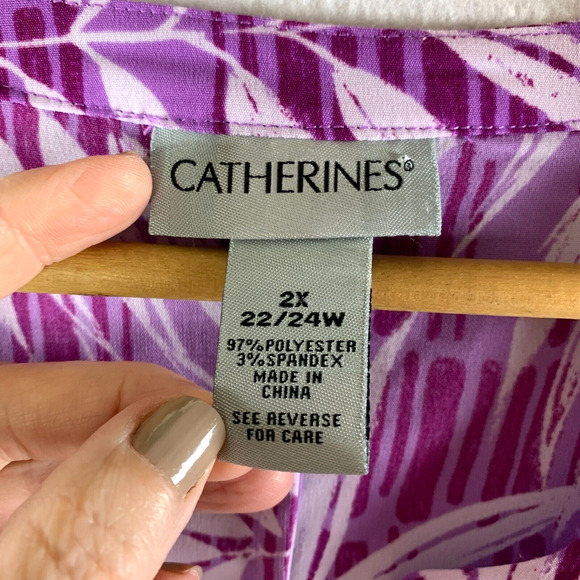 CATHERINES®
2X
22/24W
97% POLYESTER
3% SPANDEX
MADE IN
CHINA
SEE REVERSE
FOR CARE